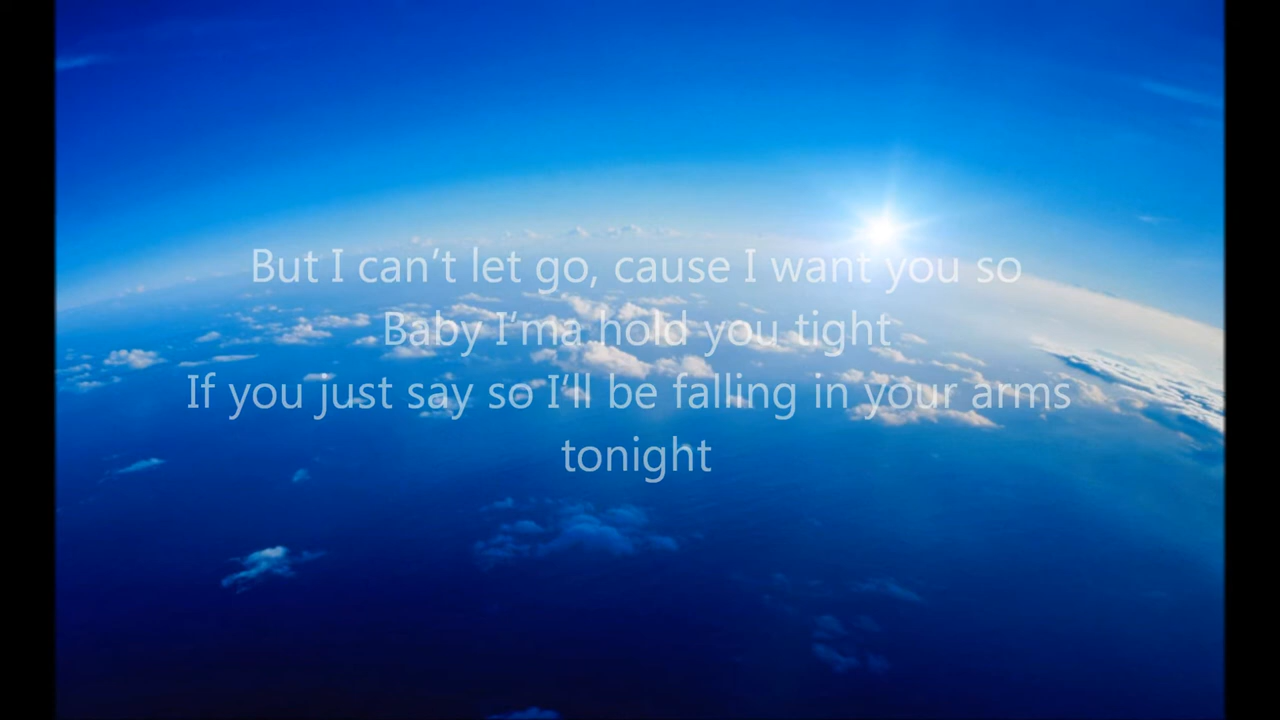 But I can’t let go, cause I want you so
Baby I’ma hold you tight
If you just say so I’ll be falling in your arms
tonight